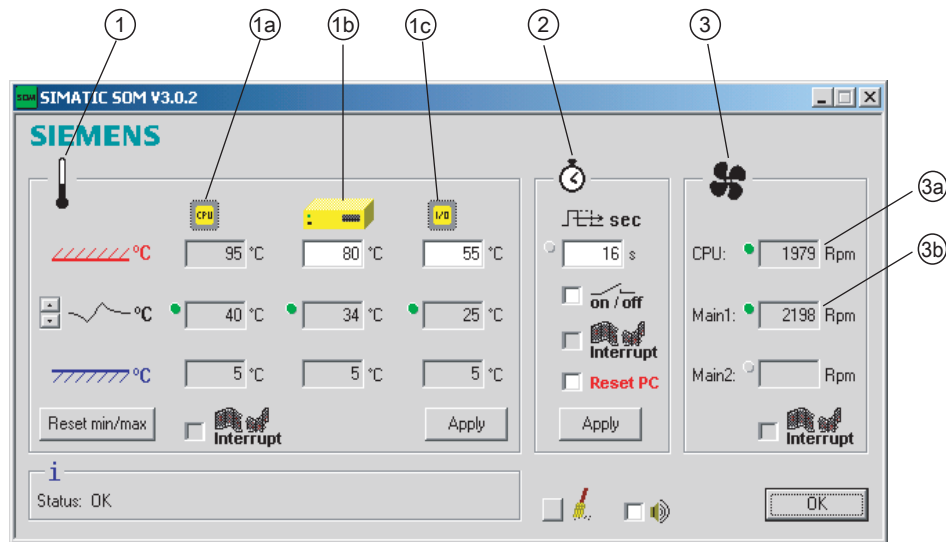 1 1a 1b 1c 2 3
SOM SIMATIC SOM V3.0.2
SIEMENS
3a
3b
CPU I/O
sec
°C 95 °C 80 °C 55 °C 16 s CPU: 1979 Rpm
on / off
°C 40 °C 34 °C 25 °C Main1: 2198 Rpm
Interrupt
°C 5 °C 5 °C 5 °C Reset PC Main2: Rpm
Reset min/max Interrupt Apply Apply Interrupt
i
Status: OK
OK